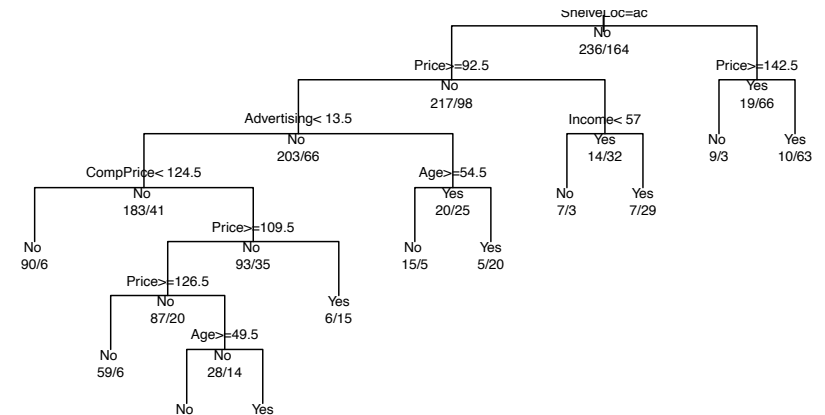 ShelveLoc=ac
No
236/164
Price>=92.5
Price>=142.5
No
Yes
217/98
19/66
Advertising< 13.5
Income< 57
No
Yes
No
Yes
203/66
14/32
9/3
10/63
CompPrice< 124.5
Age>=54.5
No
Yes
No
Yes
183/41
20/25
7/3
7/29
Price>=109.5
No
No
No
Yes
90/6
93/35
15/5
5/20
Price>=126.5
No
Yes
87/20
6/15
Age>=49.5
No
No
59/6
28/14
No
Yes